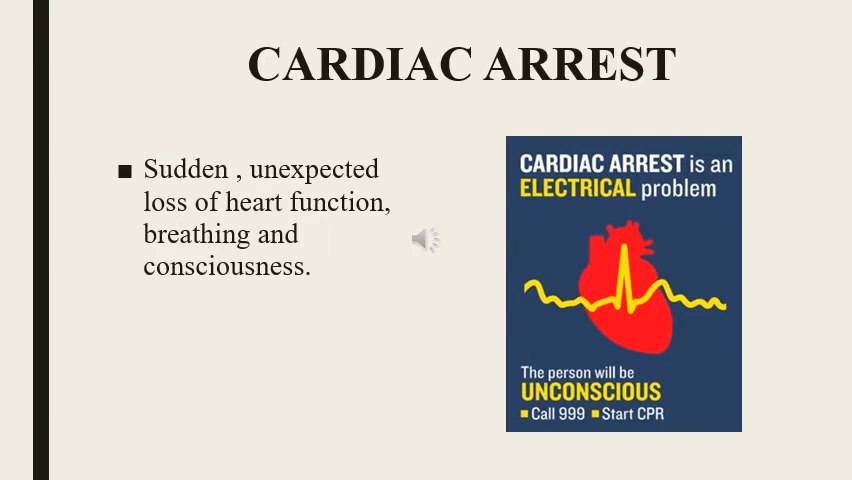 CARDIAC ARREST
■ Sudden , unexpected
loss of heart function,
breathing and
consciousness.
CARDIAC ARREST is an
ELECTRICAL problem
The person will be
UNCONSCIOUS
■ Call 999 ■ Start CPR